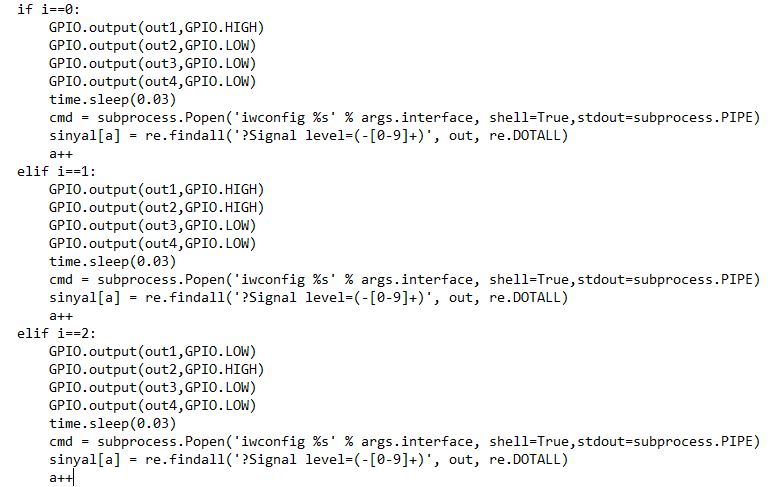 if i==0:
    GPIO.output(out1,GPIO.HIGH)
    GPIO.output(out2,GPIO.LOW)
    GPIO.output(out3,GPIO.LOW)
    GPIO.output(out4,GPIO.LOW)
    time.sleep(0.03)
    cmd = subprocess.Popen('iwconfig %s' % args.interface, shell=True,stdout=subprocess.PIPE)
    sinyal[a] = re.findall('?Signal level=(-[0-9]+)', out, re.DOTALL)
    a++
elif i==1:
    GPIO.output(out1,GPIO.HIGH)
    GPIO.output(out2,GPIO.HIGH)
    GPIO.output(out3,GPIO.LOW)
    GPIO.output(out4,GPIO.LOW)
    time.sleep(0.03)
    cmd = subprocess.Popen('iwconfig %s' % args.interface, shell=True,stdout=subprocess.PIPE)
    sinyal[a] = re.findall('?Signal level=(-[0-9]+)', out, re.DOTALL)
    a++
elif i==2:
    GPIO.output(out1,GPIO.LOW)
    GPIO.output(out2,GPIO.HIGH)
    GPIO.output(out3,GPIO.LOW)
    GPIO.output(out4,GPIO.LOW)
    time.sleep(0.03)
    cmd = subprocess.Popen('iwconfig %s' % args.interface, shell=True,stdout=subprocess.PIPE)
    sinyal[a] = re.findall('?Signal level=(-[0-9]+)', out, re.DOTALL)
    a++